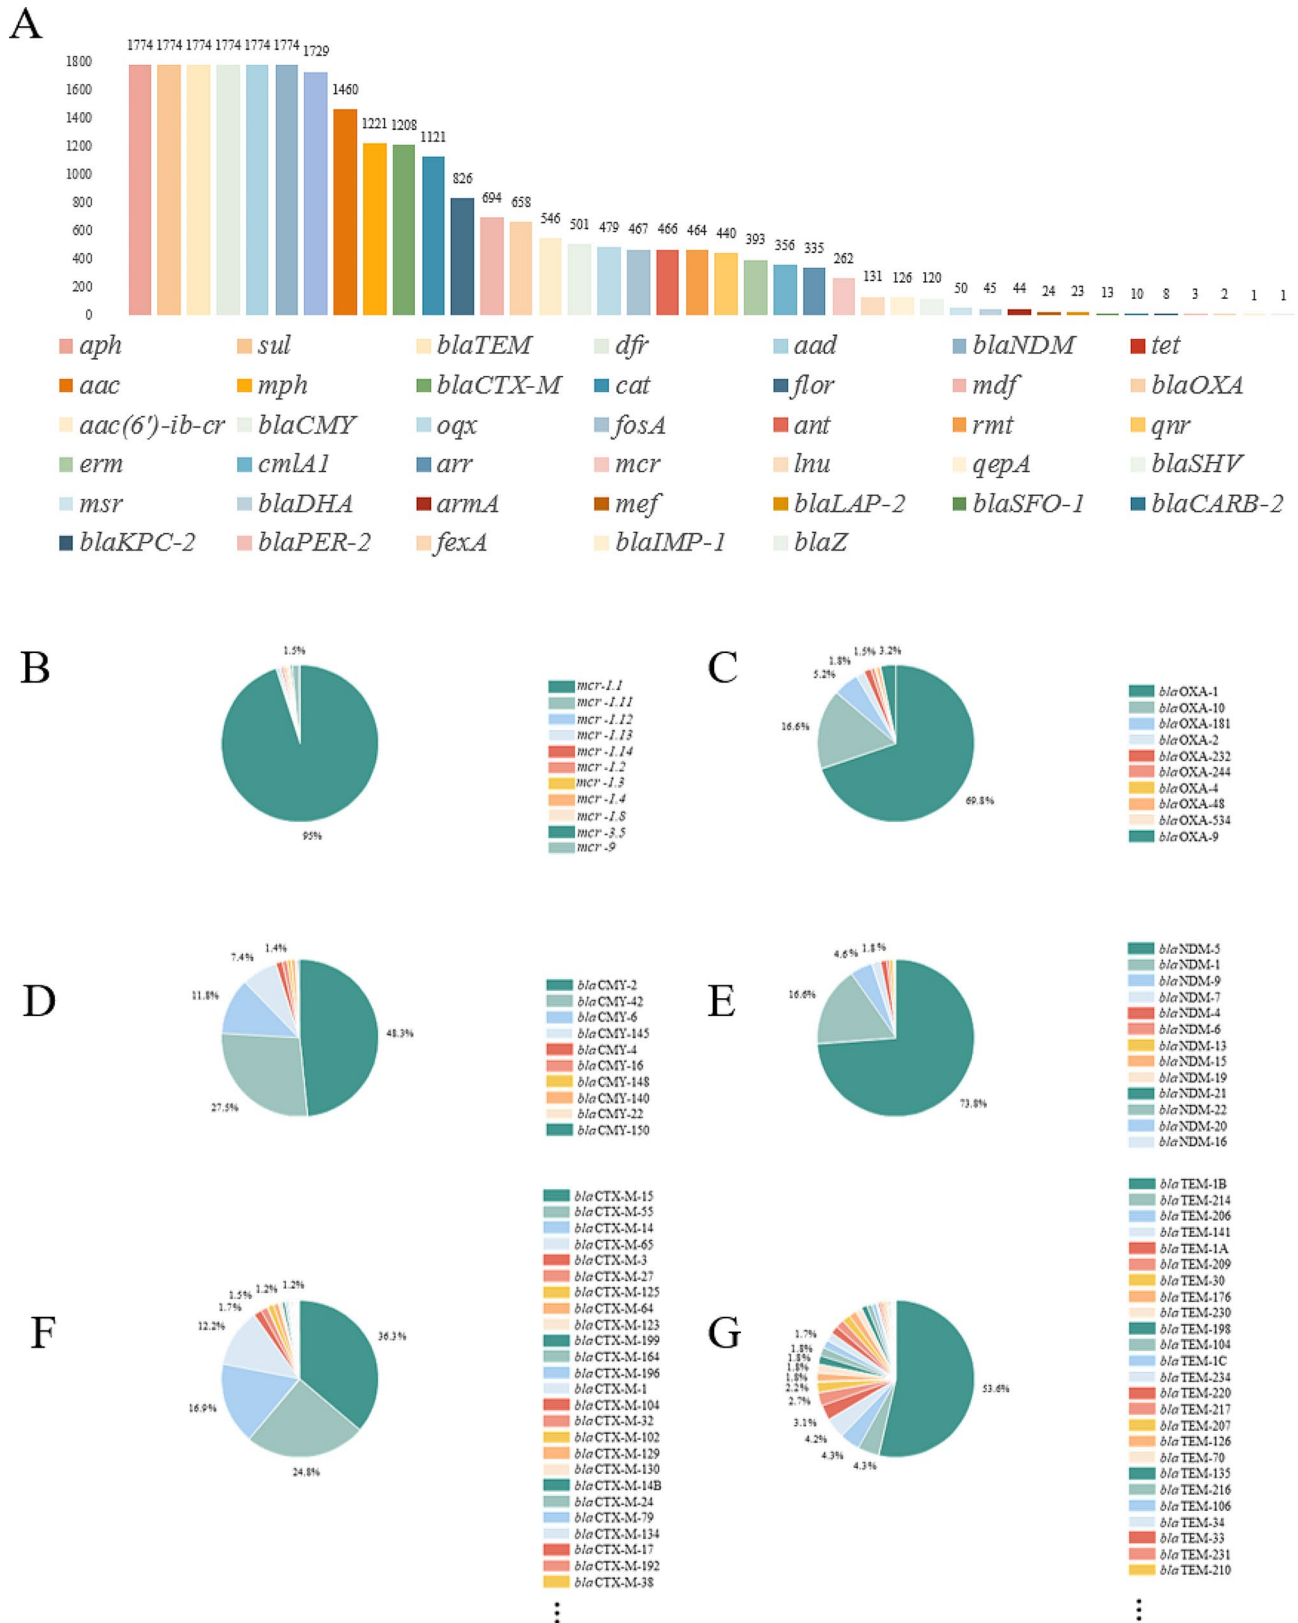 A
1774 1774 1774 1774 1774 1774 1729 1460 1221 1208 1121 826 694 658 546 501 479 467 466 464 440 393 356 335 262 131 126 120 50 45 44 24 23 13 10 8 3 2 1 1
1800
1600
1400
1200
1000
800
600
400
200
0
aph sul blaTEM dfr aad blaNDM tet
aac mph blaCTX-M cat flor mdf blaOXA
aac(6')-ib-cr blaCMY oqx fosA ant rmt qnr
erm cmlA1 arr mcr lnu qepA blaSHV
msr blaDHA armA mef blaLAP-2 blaSFO-1 blaCARB-2
blaKPC-2 blaPER-2 fexA blaIMP-1 blaZ
B
1.5%
95%
mcr-1.1
mcr-1.11
mcr-1.12
mcr-1.13
mcr-1.14
mcr-1.2
mcr-1.3
mcr-1.4
mcr-1.8
mcr-3.5
mcr-9
C
1.5% 3.2%
1.8%
5.2%
16.6%
69.8%
blaOXA-1
blaOXA-10
blaOXA-181
blaOXA-2
blaOXA-232
blaOXA-244
blaOXA-4
blaOXA-48
blaOXA-534
blaOXA-9
D
1.4%
7.4%
11.8%
48.3%
27.5%
blaCMY-2
blaCMY-42
blaCMY-6
blaCMY-145
blaCMY-4
blaCMY-16
blaCMY-148
blaCMY-140
blaCMY-22
blaCMY-150
E
4.6% 1.8%
16.6%
73.8%
blaNDM-5
blaNDM-1
blaNDM-9
blaNDM-7
blaNDM-4
blaNDM-6
blaNDM-13
blaNDM-15
blaNDM-19
blaNDM-21
blaNDM-22
blaNDM-20
blaNDM-16
F
1.5% 1.2% 1.2%
1.7%
12.2%
36.3%
16.9%
24.8%
blaCTX-M-15
blaCTX-M-55
blaCTX-M-14
blaCTX-M-65
blaCTX-M-3
blaCTX-M-27
blaCTX-M-125
blaCTX-M-64
blaCTX-M-123
blaCTX-M-199
blaCTX-M-164
blaCTX-M-196
blaCTX-M-1
blaCTX-M-104
blaCTX-M-32
blaCTX-M-102
blaCTX-M-129
blaCTX-M-130
blaCTX-M-14B
blaCTX-M-24
blaCTX-M-79
blaCTX-M-134
blaCTX-M-17
blaCTX-M-192
blaCTX-M-38
⋮
G
1.7%
1.8%
1.8%
1.8%
1.8%
2.2%
2.7%
3.1%
4.2%
4.3%
4.3%
53.6%
blaTEM-1B
blaTEM-214
blaTEM-206
blaTEM-141
blaTEM-1A
blaTEM-209
blaTEM-30
blaTEM-176
blaTEM-230
blaTEM-198
blaTEM-104
blaTEM-1C
blaTEM-234
blaTEM-220
blaTEM-217
blaTEM-207
blaTEM-126
blaTEM-70
blaTEM-135
blaTEM-216
blaTEM-106
blaTEM-34
blaTEM-33
blaTEM-231
blaTEM-210
⋮